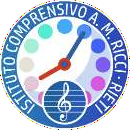 ISTITUTO COMPRENSIVO A. M. RICCI - RIETI